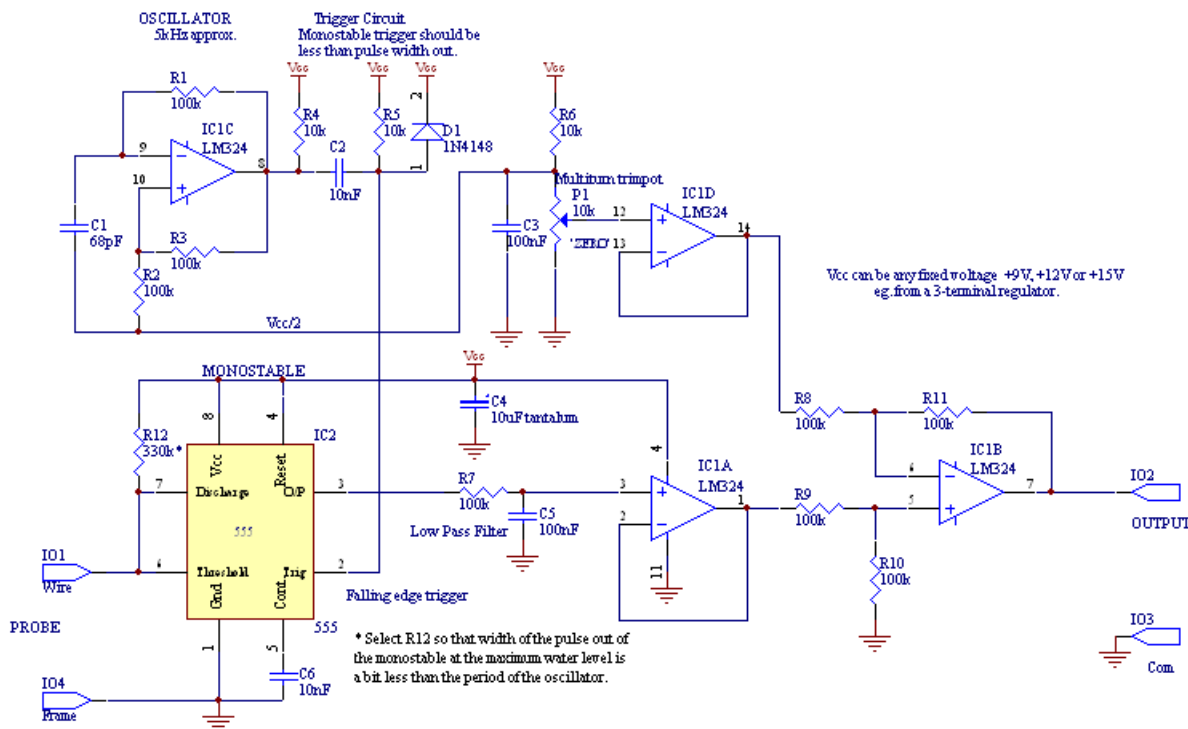 OSCILLATOR
5kHz approx.
Trigger Circuit
Monostable trigger should be
less than pulse width out.
Vcc
Vcc
Vcc
Vcc
R1
100k
R4
10k
R5
10k
2
D1
1N4148
1
R6
10k
IC1C
LM324
9
10
8
C2
10nF
Multiturn trimpot.
P1
10k
'ZERO'
12
13
IC1D
LM324
14
C1
68pF
R3
100k
R2
100k
C3
100nF
Vcc/2
Vcc can be any fixed voltage +9V, +12V or +15V
eg. from a 3-terminal regulator.
MONOSTABLE
Vcc
C4
10uF tantalum
R12
330k*
8
4
IC2
Vcc
Reset
7
Discharge
O/P
3
555
6
Threshold
Trig
2
Gnd
Cont
555
1
5
C6
10nF
R7
100k
C5
100nF
Low Pass Filter
Falling edge trigger
4
IC1A
LM324
3
2
1
11
R8
100k
R11
100k
R9
100k
R10
100k
IC1B
LM324
6
5
7
IO2
OUTPUT
IO3
Com
IO1
Wire
PROBE
IO4
Frame
* Select R12 so that width of the pulse out of
the monostable at the maximum water level is
a bit less than the period of the oscillator.